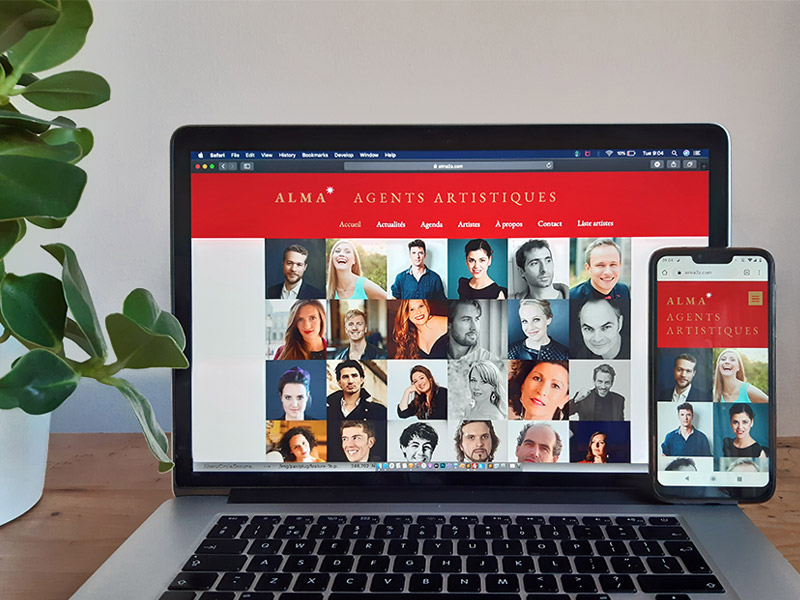 Safari File Edit View History Bookmarks Develop Window Help 10% Tue 9:04
alma2a.com
ALMA AGENTS ARTISTIQUES
Accueil Actualités Agenda Artistes À propos Contact Liste artistes
alma2a.com
ALMA
AGENTS
ARTISTIQUES
Q W E R T Y U I O P
A S D F G H J K L
Z X C V B N M